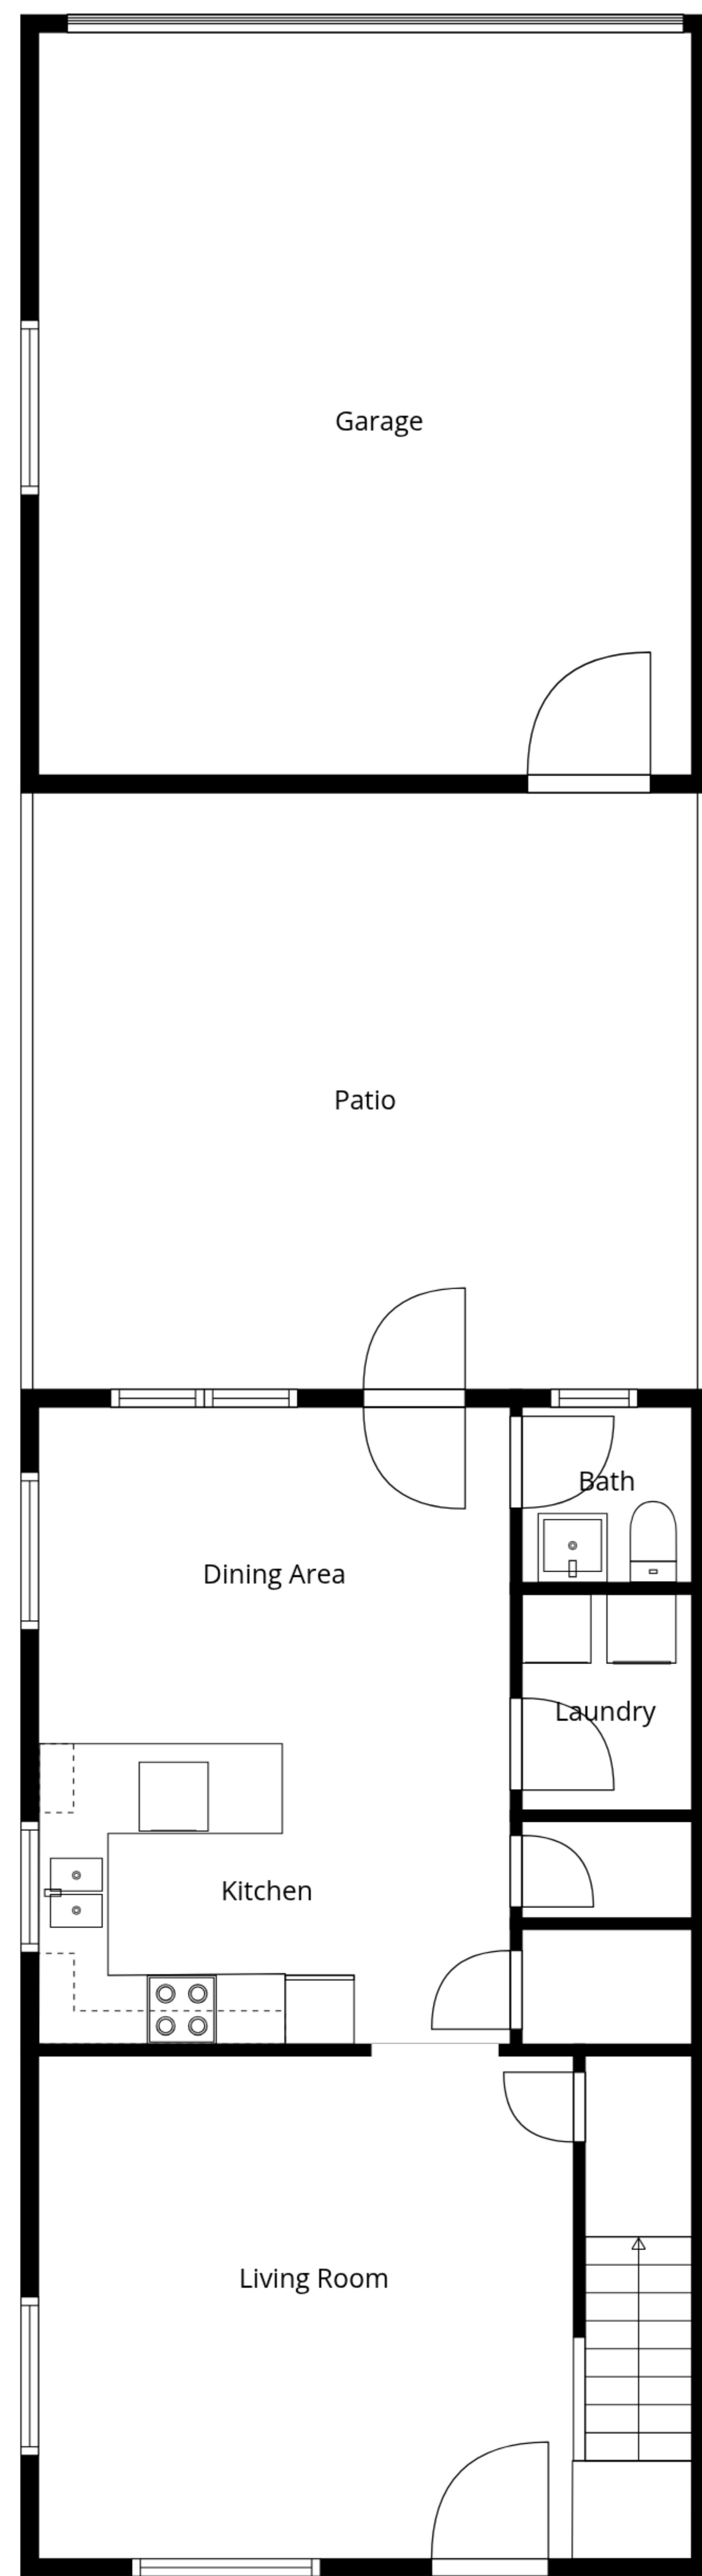 Garage
Patio
Bath
Dining Area
Laundry
Kitchen
Living Room